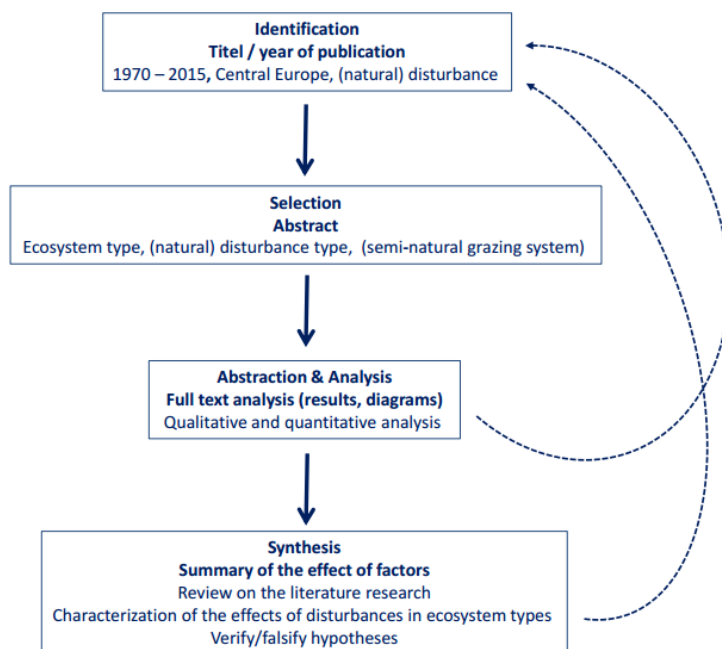 Identification
Titel / year of publication
1970 – 2015, Central Europe, (natural) disturbance
Selection
Abstract
Ecosystem type, (natural) disturbance type,  (semi-natural grazing system)
Abstraction & Analysis
Full text analysis (results, diagrams)
Qualitative and quantitative analysis
Synthesis
Summary of the effect of factors
Review on the literature research
Characterization of the effects of disturbances in ecosystem types
Verify/falsify hypotheses